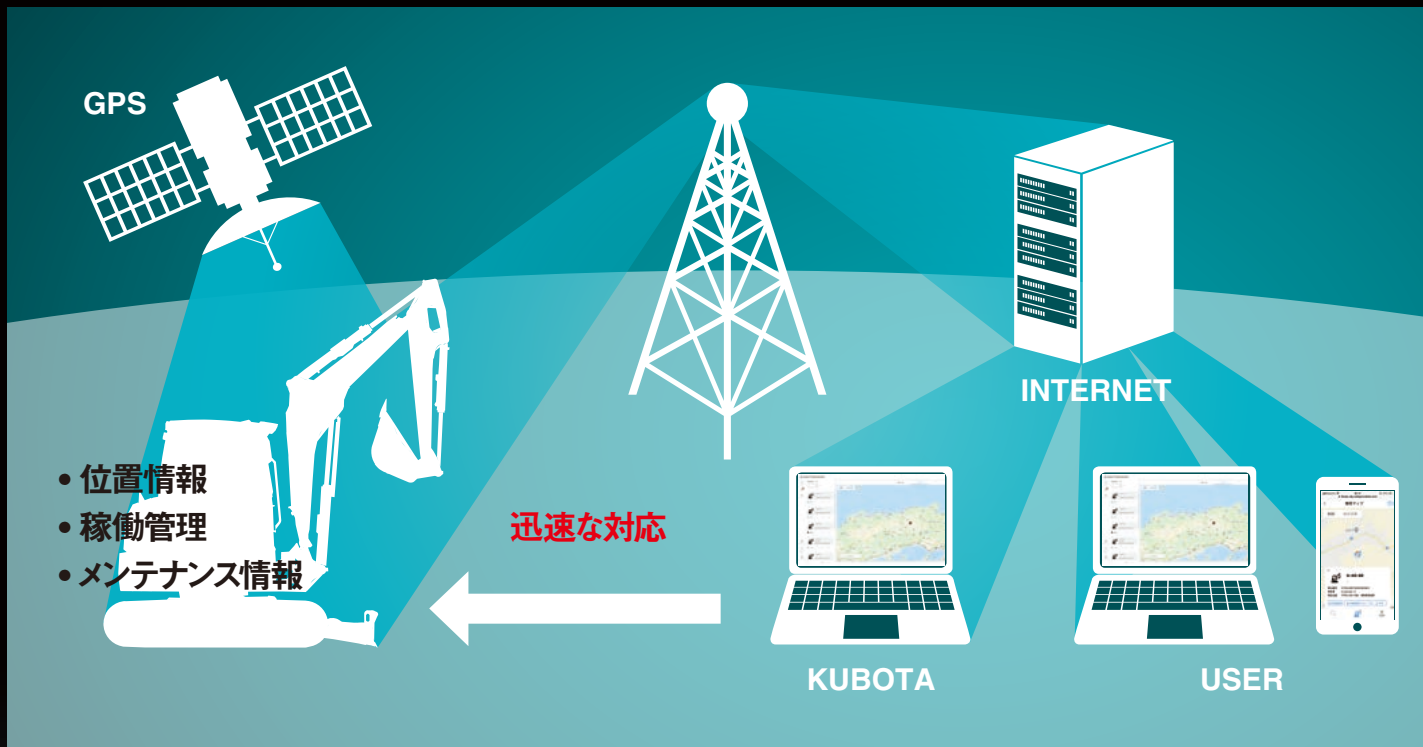 GPS
INTERNET
• 位置情報
• 稼働管理
• メンテナンス情報
迅速な対応
KUBOTA
USER